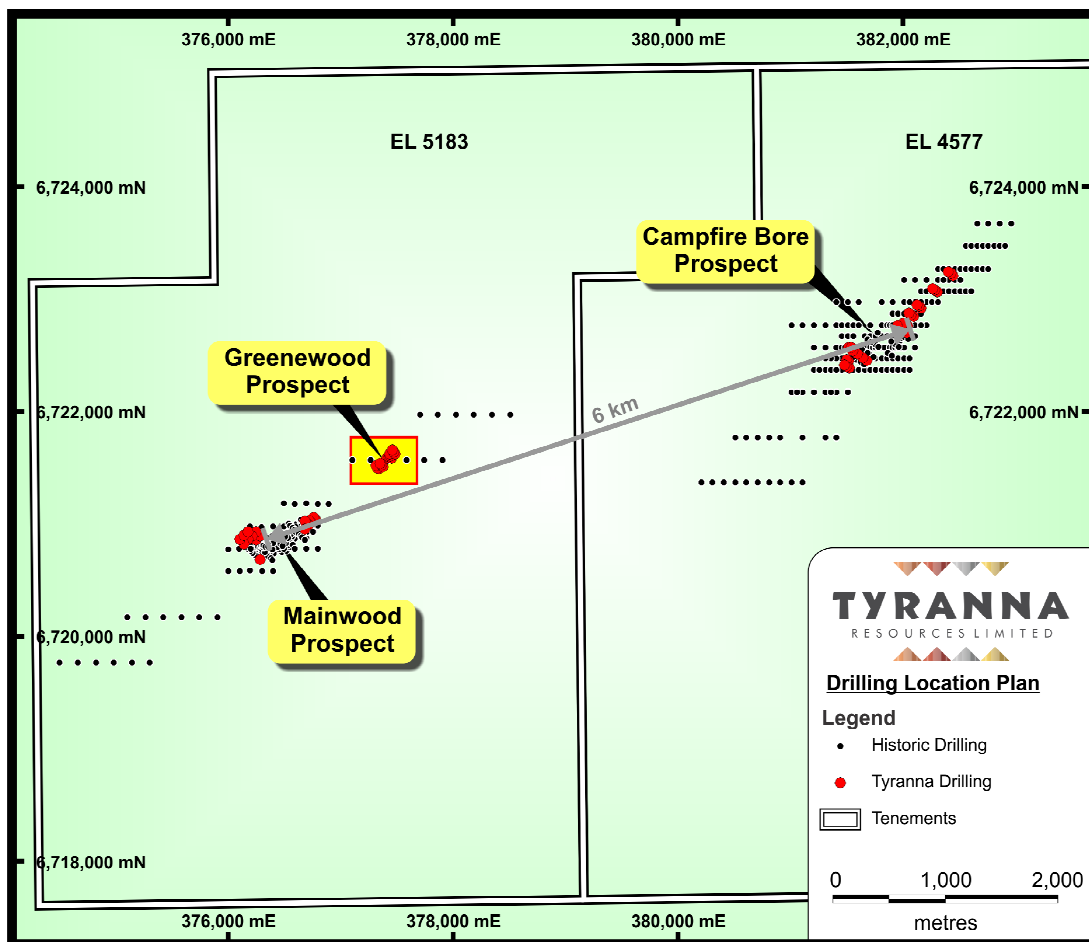 376,000 mE
378,000 mE
380,000 mE
382,000 mE
EL 5183
EL 4577
6,724,000 mN
6,724,000 mN
Campfire Bore
Prospect
Greenewood
Prospect
6 km
6,722,000 mN
6,722,000 mN
Mainwood
Prospect
6,720,000 mN
TYRANNA
RESOURCES LIMITED
Drilling Location Plan
Legend
Historic Drilling
Tyranna Drilling
Tenements
6,718,000 mN
0
1,000
2,000
metres
376,000 mE
378,000 mE
380,000 mE